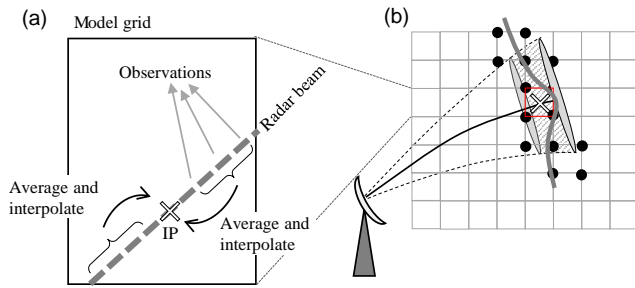 (a)
Model grid
Observations
Radar beam
Average and
interpolate
IP
Average and
interpolate
(b)